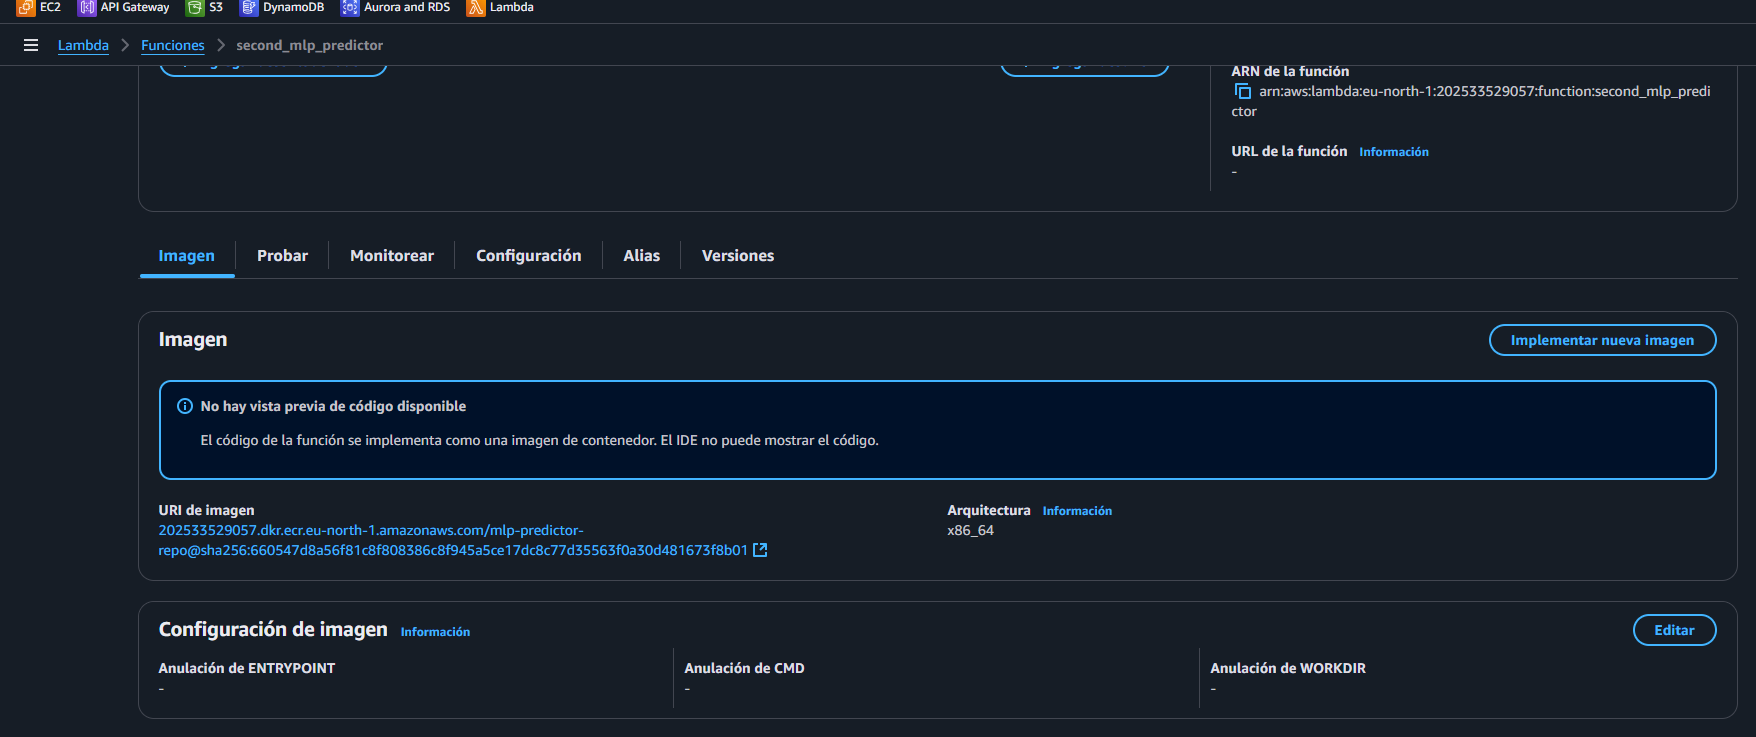 EC2 API Gateway S3 DynamoDB Aurora and RDS Lambda
Lambda Funciones second_mlp_predictor
ARN de la función
arn:aws:lambda:eu-north-1:202533529057:function:second_mlp_predi
ctor
URL de la función Información
-
Imagen Probar Monitorear Configuración Alias Versiones
Imagen
Implementar nueva imagen
No hay vista previa de código disponible
El código de la función se implementa como una imagen de contenedor. El IDE no puede mostrar el código.
URI de imagen
202533529057.dkr.ecr.eu-north-1.amazonaws.com/mlp-predictor-
repo@sha256:660547d8a56f81c8f808386c8f945a5ce17dc8c77d35563f0a30d481673f8b01
Arquitectura Información
x86_64
Configuración de imagen Información
Editar
Anulación de ENTRYPOINT
-
Anulación de CMD
-
Anulación de WORKDIR
-